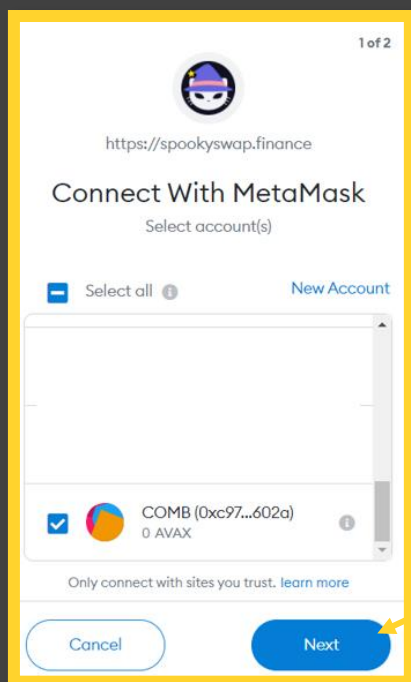 1 of 2
https://spookyswap.finance
Connect With MetaMask
Select account(s)
Select all
New Account
COMB (0xc97...602a)
0 AVAX
Only connect with sites you trust. learn more
Cancel
Next